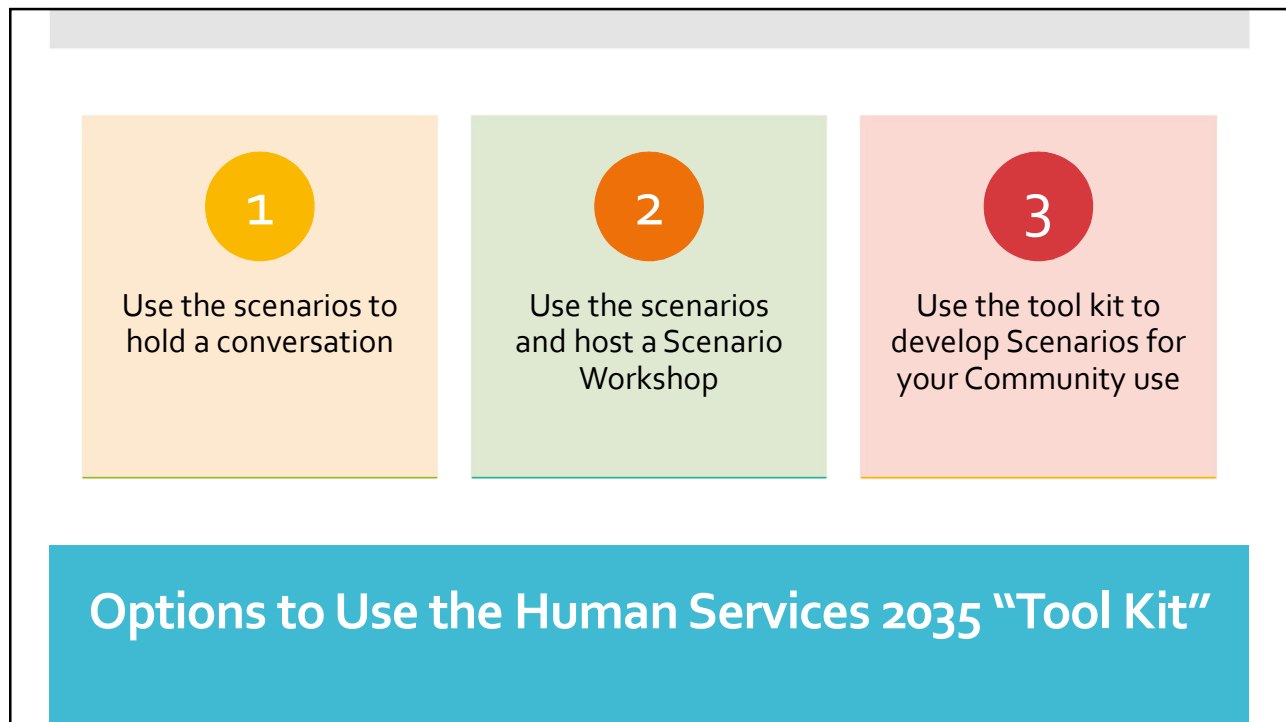 1
Use the scenarios to
hold a conversation
2
Use the scenarios
and host a Scenario
Workshop
3
Use the tool kit to
develop Scenarios for
your Community use
Options to Use the Human Services 2035 “Tool Kit”